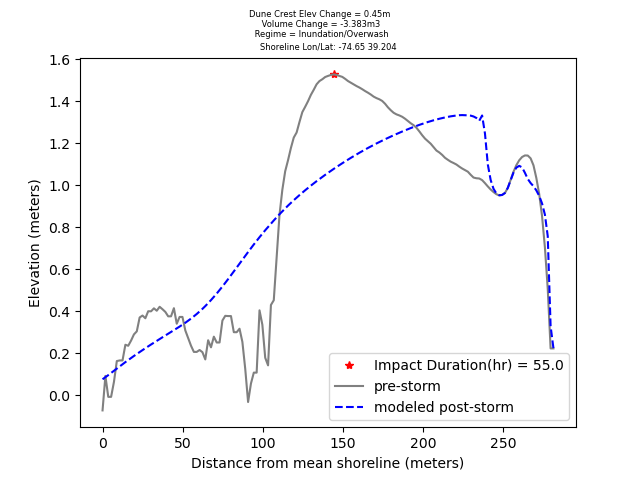 Dune Crest Elev Change = 0.45m
Volume Change = -3.383m3
Regime = Inundation/Overwash
Shoreline Lon/Lat: -74.65 39.204
1.6
1.4
1.2
1.0
0.8
0.6
0.4
0.2
0.0
Elevation (meters)
Impact Duration(hr) = 55.0
pre-storm
modeled post-storm
0 50 100 150 200 250
Distance from mean shoreline (meters)